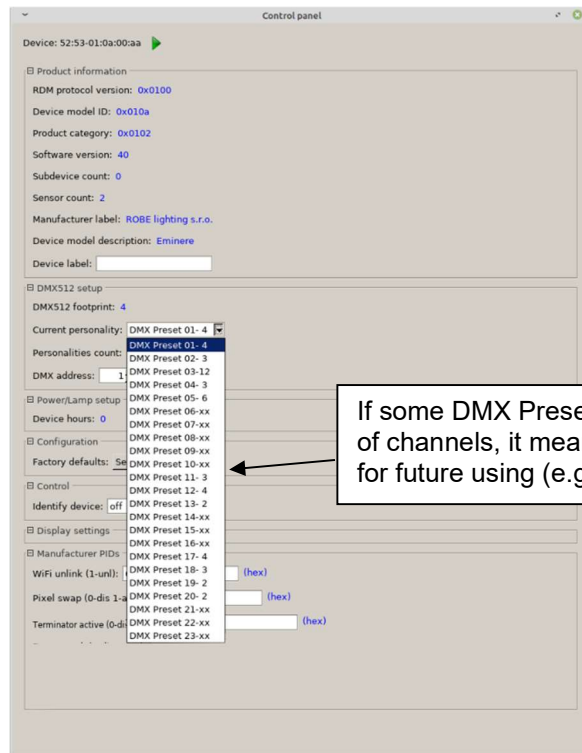 Control panel
Device: 52:53-01:0a:00:aa
Product information
RDM protocol version: 0x0100
Device model ID: 0x010a
Product category: 0x0102
Software version: 40
Subdevice count: 0
Sensor count: 2
Manufacturer label: ROBE lighting s.r.o.
Device model description: Eminere
Device label:
DMX512 setup
DMX512 footprint: 4
Current personality: DMX Preset 01- 4
DMX Preset 01- 4
Personalities count: DMX Preset 02- 3
DMX Preset 03-12
DMX address: 1 DMX Preset 04- 3
Power/Lamp setup DMX Preset 05- 6
DMX Preset 06-xx
Device hours: 0 DMX Preset 07-xx
DMX Preset 08-xx
Configuration DMX Preset 09-xx
Factory defaults: DMX Preset 10-xx
DMX Preset 11- 3
Control DMX Preset 12- 4
Identify device: off DMX Preset 13- 2
DMX Preset 14-xx
Display settings DMX Preset 15-xx
DMX Preset 16-xx
Manufacturer PIDs DMX Preset 17- 4
WiFi unlink (1-unl): DMX Preset 18- 3 (hex)
DMX Preset 19- 2
Pixel swap (0-dis 1-a DMX Preset 20- 2 (hex)
DMX Preset 21-xx
Terminator active (0-di DMX Preset 22-xx (hex)
DMX Preset 23-xx
If some DMX Prese
of channels, it mea
for future using (e.g